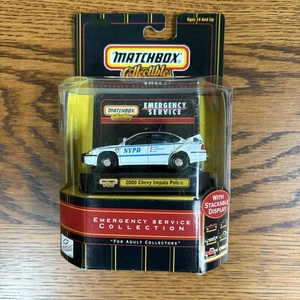 Ages 14 And Up
MATCHBOX
Collectibles
MATCHBOX
Collectibles
EMERGENCY
SERVICE
NYPD
2000 Chevy Impala Police
WITH
STACKABLE
DISPLAY
EMERGENCY SERVICE
COLLECTION
"FOR ADULT COLLECTORS"